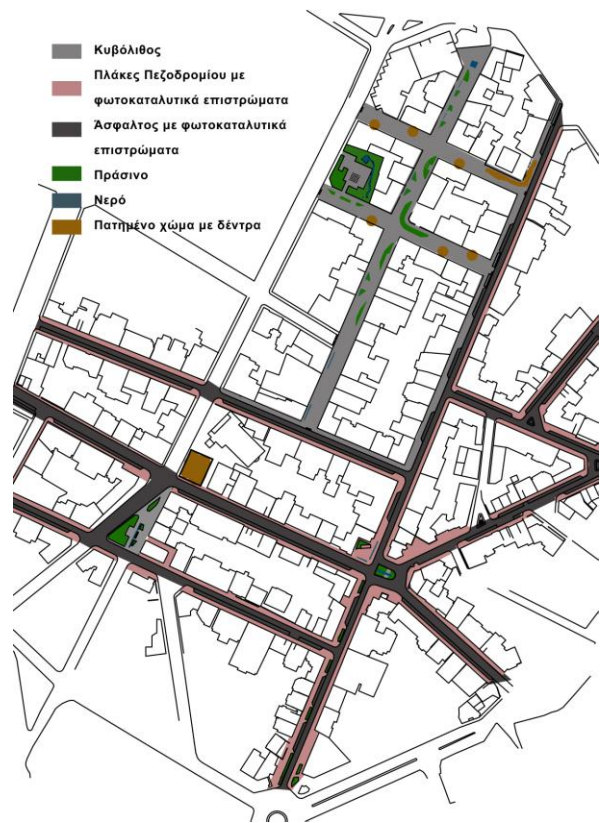 Κυβόλιθος
Πλάκες Πεζοδρομίου με
φωτοκαταλυτικά επιστρώματα
Άσφαλτος με φωτοκαταλυτικά
επιστρώματα
Πράσινο
Νερό
Πατημένο χώμα με δέντρα